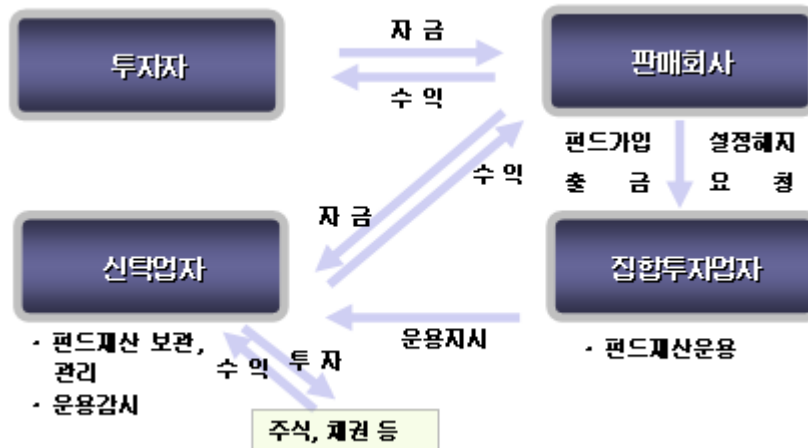 투자자
자 금
수 익
판매회사
펀드가입 설정해지
출 금 요 청
수 익
자 금
신탁업자
집합투자업자
운용지시
· 펀드재산 보관,
관리
· 운용감시
수 익 투 자
· 펀드재산운용
주식, 채권 등